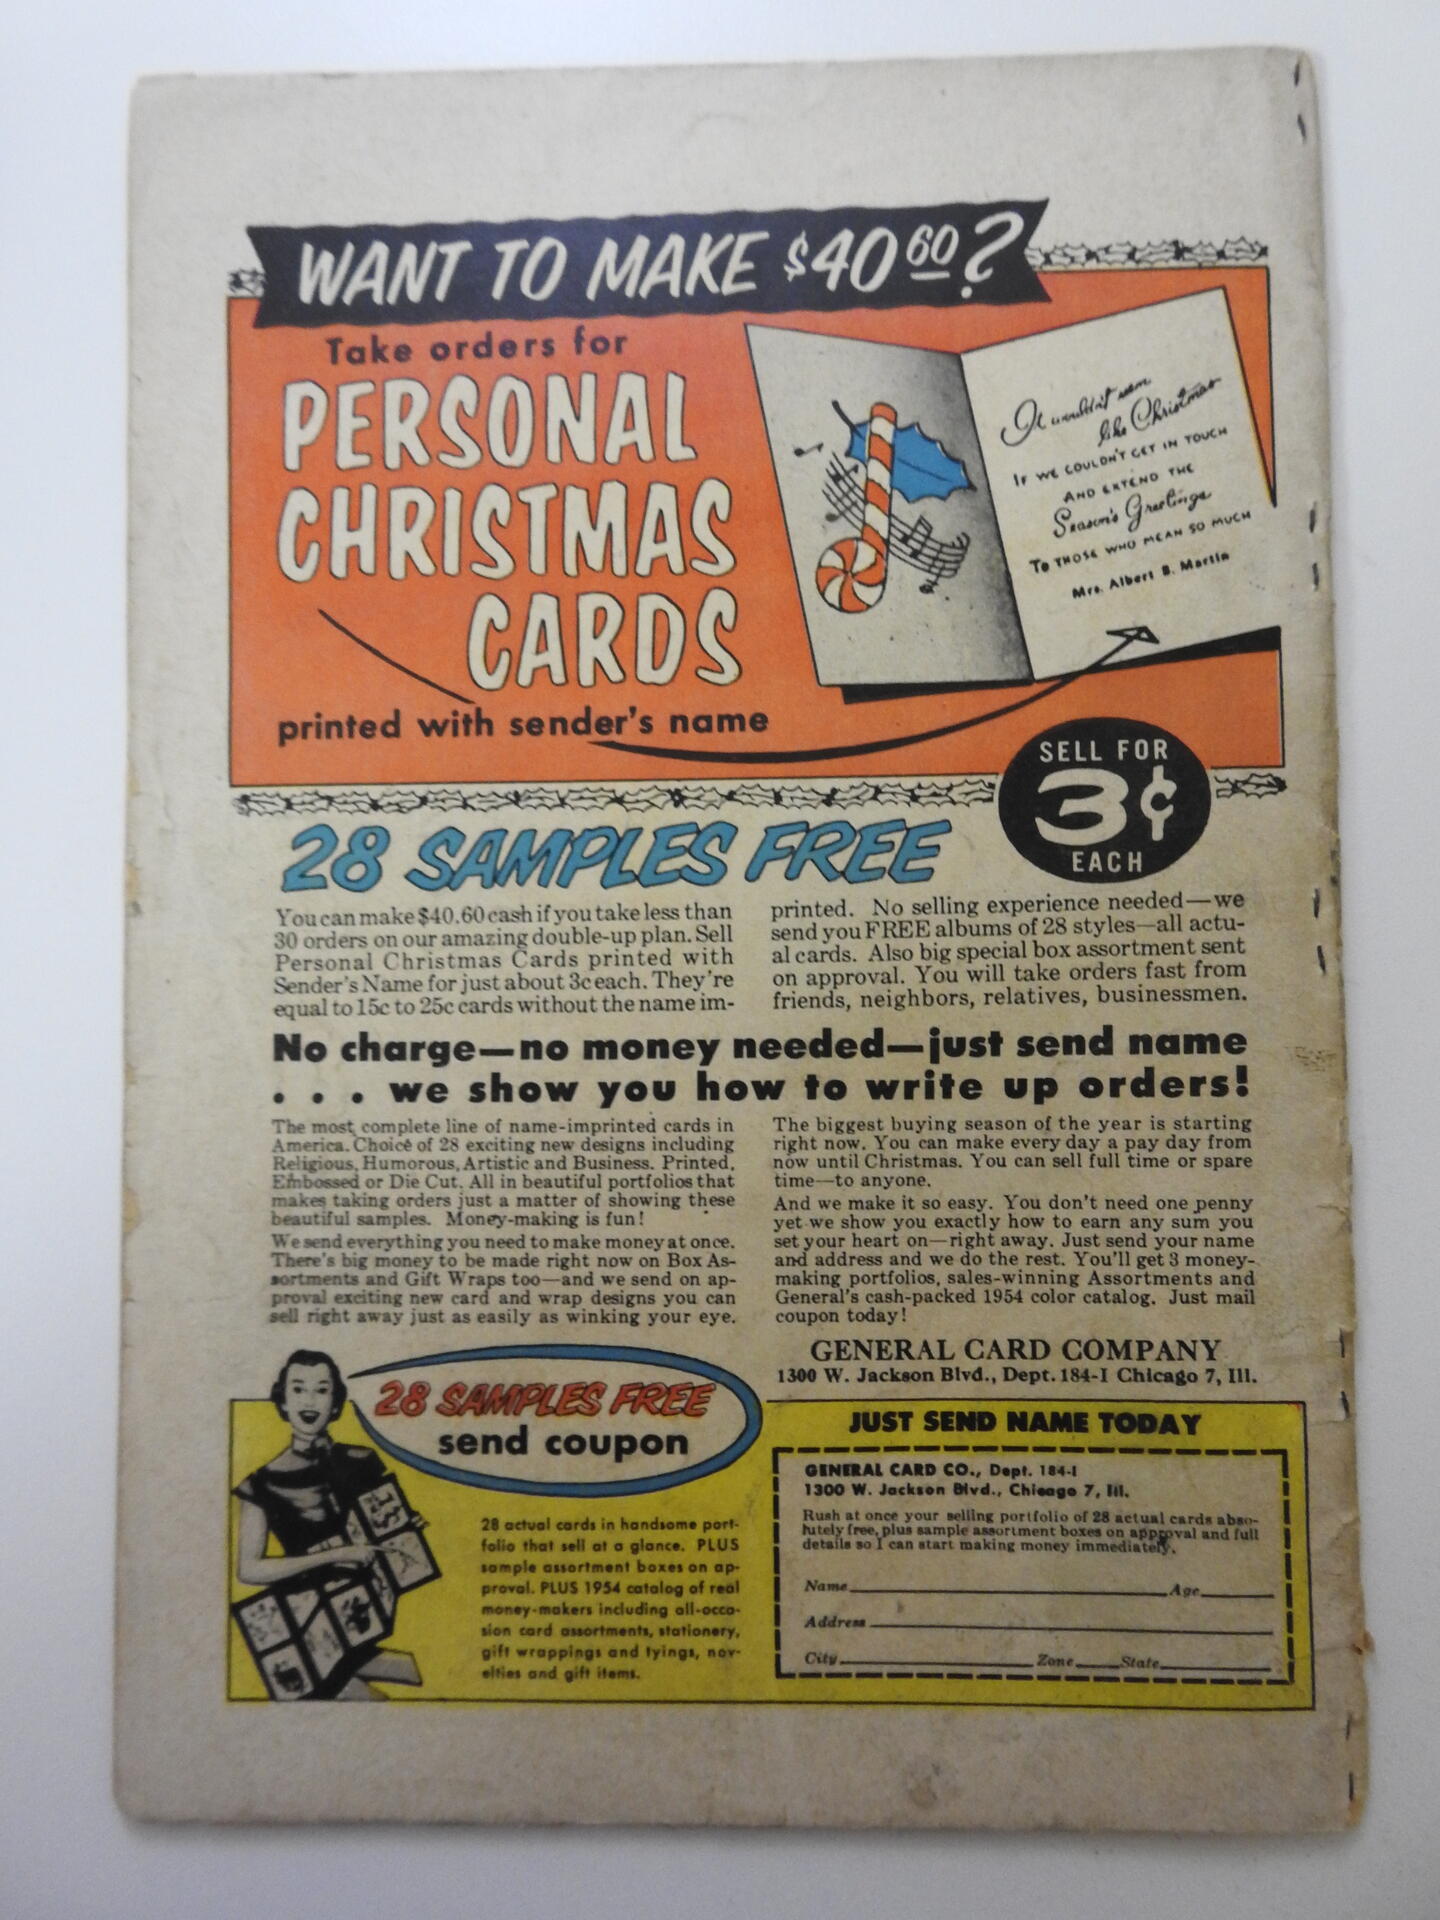 WANT TO MAKE $40 60?
Take orders for
PERSONAL
CHRISTMAS
CARDS
printed with sender's name
It wouldn't seem
like Christmas
IF WE COULDN'T GET IN TOUCH
AND EXTEND THE
Season's Greetings
TO THOSE WHO MEAN SO MUCH
Mrs. Albert B. Martin
SELL FOR
3¢
EACH
28 SAMPLES FREE
You can make $40.60 cash if you take less than
30 orders on our amazing double-up plan. Sell
Personal Christmas Cards printed with
Sender's Name for just about 3c each. They're
equal to 15c to 25c cards without the name im-
printed. No selling experience needed—we
send you FREE albums of 28 styles—all actu-
al cards. Also big special box assortment sent
on approval. You will take orders fast from
friends, neighbors, relatives, businessmen.
No charge—no money needed—just send name
. . . we show you how to write up orders!
The most complete line of name-imprinted cards in
America. Choice of 28 exciting new designs including
Religious, Humorous, Artistic and Business. Printed,
Embossed or Die Cut. All in beautiful portfolios that
makes taking orders just a matter of showing these
beautiful samples. Money-making is fun!
We send everything you need to make money at once.
There's big money to be made right now on Box As-
sortments and Gift Wraps too—and we send on ap-
proval exciting new card and wrap designs you can
sell right away just as easily as winking your eye.
The biggest buying season of the year is starting
right now. You can make every day a pay day from
now until Christmas. You can sell full time or spare
time—to anyone.
And we make it so easy. You don't need one penny
yet we show you exactly how to earn any sum you
set your heart on—right away. Just send your name
and address and we do the rest. You'll get 3 money-
making portfolios, sales-winning Assortments and
General's cash-packed 1954 color catalog. Just mail
coupon today!
GENERAL CARD COMPANY
1300 W. Jackson Blvd., Dept. 184-I Chicago 7, Ill.
28 SAMPLES FREE
send coupon
28 actual cards in handsome port-
folio that sell at a glance. PLUS
sample assortment boxes on ap-
proval. PLUS 1954 catalog of real
money-makers including all-occa-
sion card assortments, stationery,
gift wrappings and tyings, nov-
elties and gift items.
JUST SEND NAME TODAY
GENERAL CARD CO., Dept. 184-I
1300 W. Jackson Blvd., Chicago 7, Ill.
Rush at once your selling portfolio of 28 actual cards abso-
lutely free, plus sample assortment boxes on approval and full
details so I can start making money immediately.
Name Age
Address
City Zone State